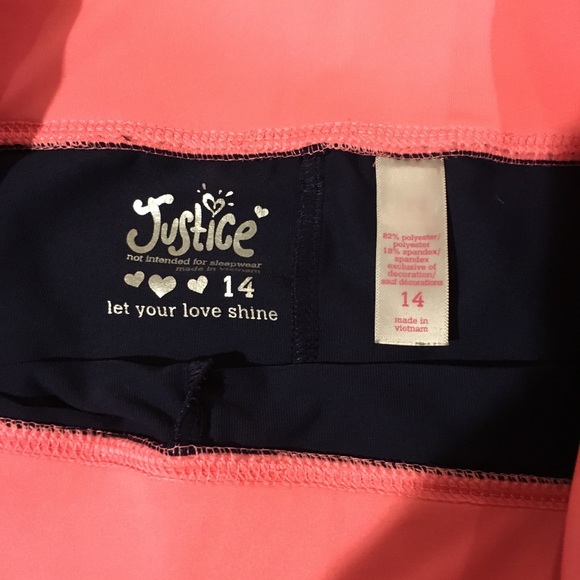 Justice
not intended for sleepwear
made in vietnam
14
let your love shine
82% polyester/
polyester
18% spandex/
spandex
exclusive of
decoration/
sauf décorations
14
made in
vietnam